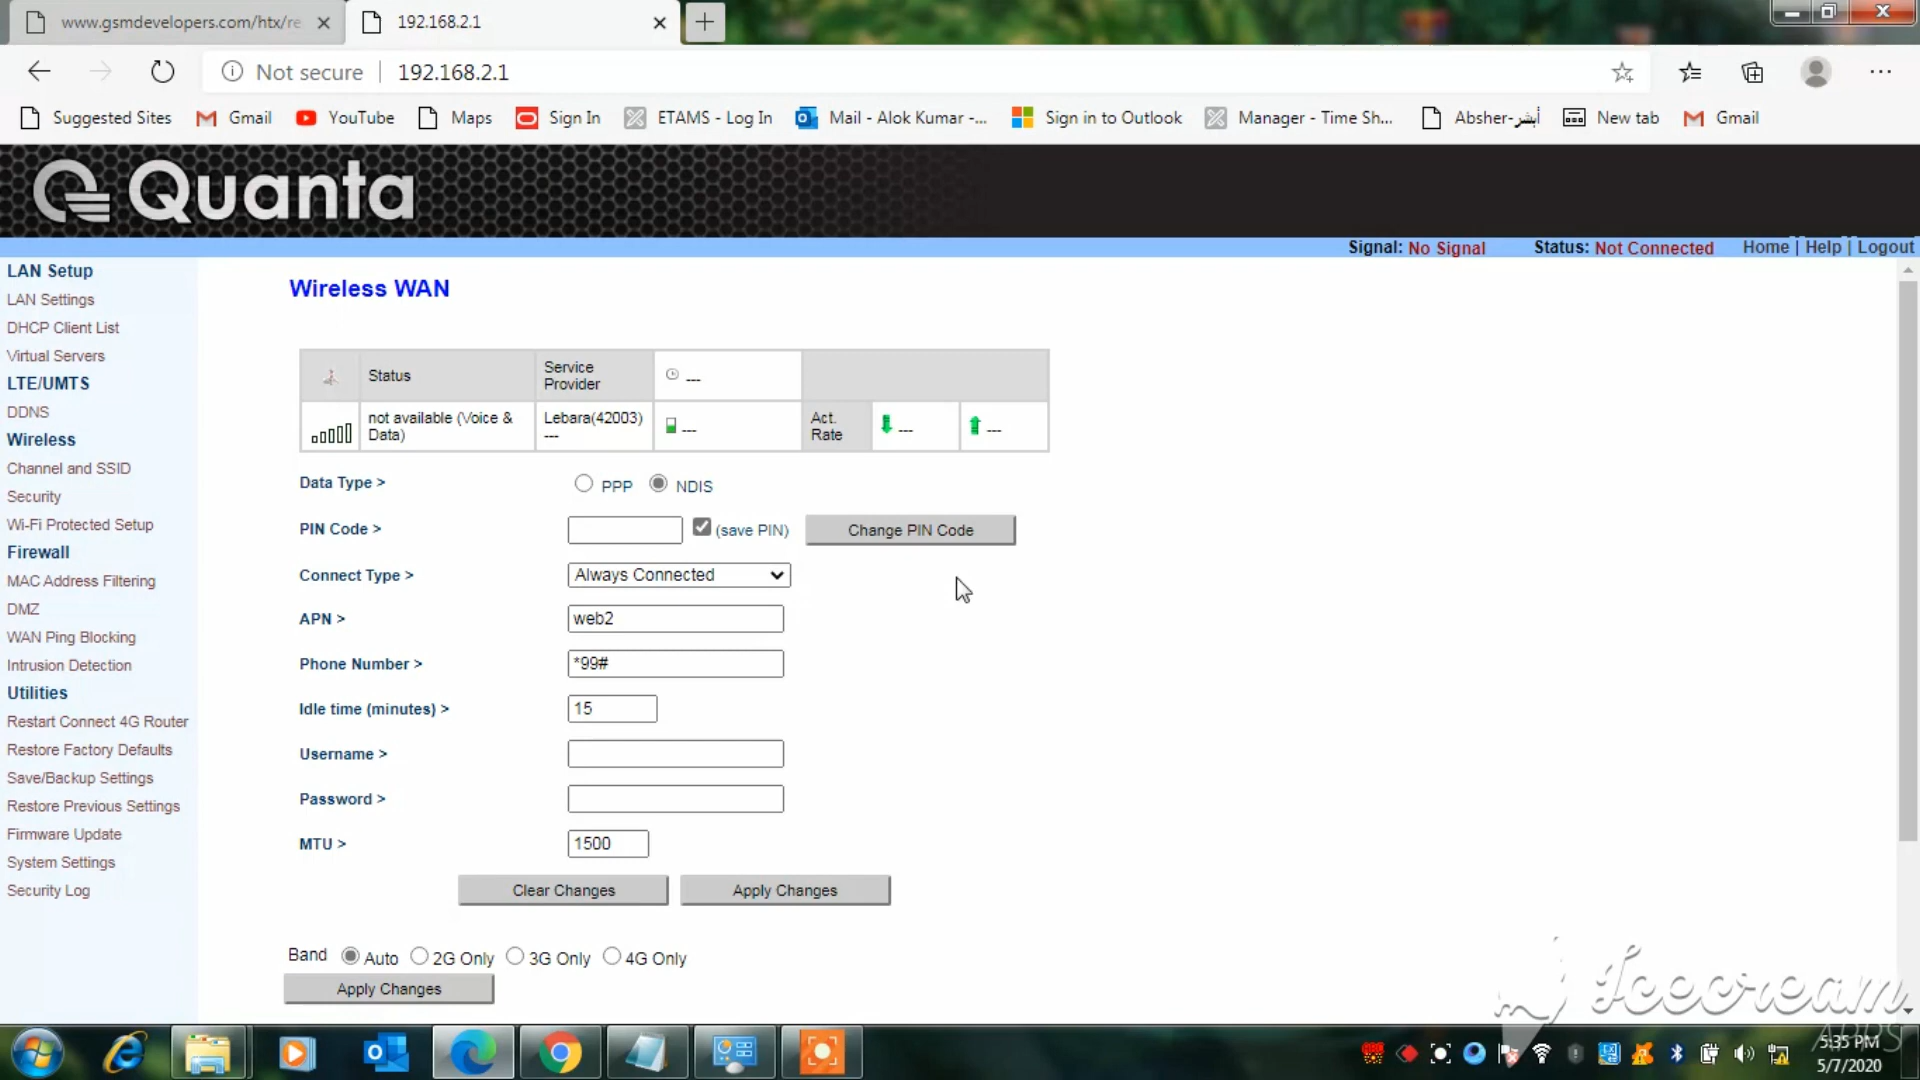 www.gsmdevelopers.com/htx/re
192.168.2.1
Not secure
192.168.2.1
Suggested Sites
Gmail
YouTube
Maps
Sign In
ETAMS - Log In
Mail - Alok Kumar -...
Sign in to Outlook
Manager - Time Sh...
Absher-أبشر
New tab
Gmail
Quanta
Signal: No Signal
Status: Not Connected
Home | Help | Logout
LAN Setup
LAN Settings
DHCP Client List
Virtual Servers
LTE/UMTS
DDNS
Wireless
Channel and SSID
Security
Wi-Fi Protected Setup
Firewall
MAC Address Filtering
DMZ
WAN Ping Blocking
Intrusion Detection
Utilities
Restart Connect 4G Router
Restore Factory Defaults
Save/Backup Settings
Restore Previous Settings
Firmware Update
System Settings
Security Log
Wireless WAN
Status
Service
Provider
---
not available (Voice &
Data)
Lebara(42003)
---
---
Act.
Rate
---
---
Data Type >
PPP
NDIS
PIN Code >
(save PIN)
Change PIN Code
Connect Type >
Always Connected
APN >
web2
Phone Number >
*99#
Idle time (minutes) >
15
Username >
Password >
MTU >
1500
Clear Changes
Apply Changes
Band
Auto
2G Only
3G Only
4G Only
Apply Changes
Icecream
APPS
5:35 PM
5/7/2020